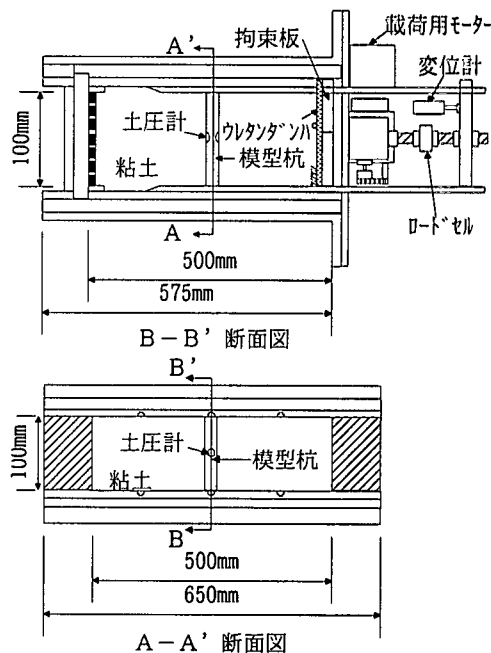 載荷用モーター
A’
拘束板
変位計
土圧計
ウレタンダンパ
模型杭
100mm
粘土
ロードセル
A
500mm
575mm
B－B’ 断面図
B’
土圧計
模型杭
100mm
粘土
B
500mm
650mm
A－A’ 断面図